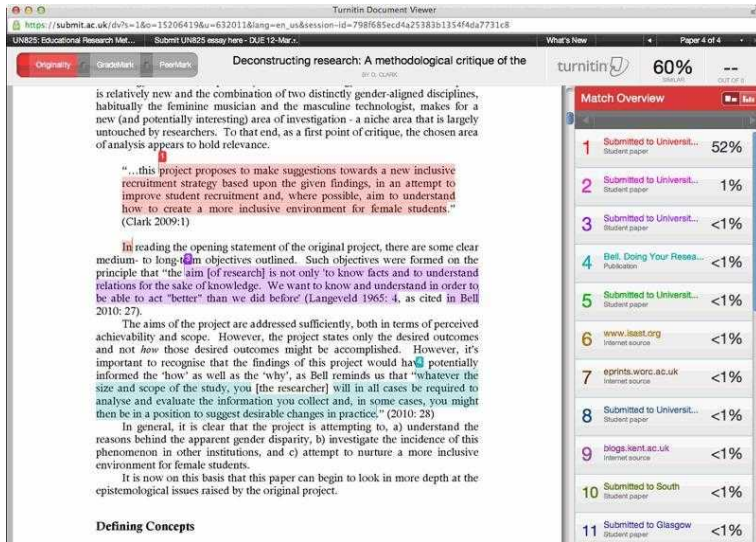 Turnitin Document Viewer
https://submit.ac.uk/dv?s=1&o=15206419&u=632011&lang=en_us&session-id=798f685ecd4a25383b1354f4da7731c8
UN825: Educational Research Met... Submit UN825 essay here - DUE 12-Mar... What's New Paper 4 of 4
Originality GradeMark PeerMark Deconstructing research: A methodological critique of the turnitin 60% --
BY D. CLARK SIMILAR OUT OF 0
is relatively new and the combination of two distinctly gender-aligned disciplines,
habitually the feminine musician and the masculine technologist, makes for a
new (and potentially interesting) area of investigation - a niche area that is largely
untouched by researchers. To that end, as a first point of critique, the chosen area
of analysis appears to hold relevance.
1
“…this project proposes to make suggestions towards a new inclusive
recruitment strategy based upon the given findings, in an attempt to
improve student recruitment and, where possible, aim to understand
how to create a more inclusive environment for female students.”
(Clark 2009:1)
In reading the opening statement of the original project, there are some clear
medium- to long-term objectives outlined. Such objectives were formed on the
principle that “the aim [of research] is not only 'to know facts and to understand
relations for the sake of knowledge. We want to know and understand in order to
be able to act "better" than we did before' (Langeveld 1965: 4, as cited in Bell
2010: 27).
The aims of the project are addressed sufficiently, both in terms of perceived
achievability and scope. However, the project states only the desired outcomes
and not how those desired outcomes might be accomplished. However, it's
important to recognise that the findings of this project would have potentially
informed the 'how' as well as the 'why', as Bell reminds us that “whatever the
size and scope of the study, you [the researcher] will in all cases be required to
analyse and evaluate the information you collect and, in some cases, you might
then be in a position to suggest desirable changes in practice.” (2010: 28)
In general, it is clear that the project is attempting to, a) understand the
reasons behind the apparent gender disparity, b) investigate the incidence of this
phenomenon in other institutions, and c) attempt to nurture a more inclusive
environment for female students.
It is now on this basis that this paper can begin to look in more depth at the
epistemological issues raised by the original project.
Defining Concepts
Match Overview
1 Submitted to Universit... 52%
Student paper
2 Submitted to Universit... 1%
Student paper
3 Submitted to Universit... <1%
Student paper
4 Bell. Doing Your Resea... <1%
Publication
5 Submitted to Universit... <1%
Student paper
6 www.isast.org <1%
Internet source
7 eprints.worc.ac.uk <1%
Internet source
8 Submitted to Universit... <1%
Student paper
9 blogs.kent.ac.uk <1%
Internet source
10 Submitted to South <1%
Student paper
11 Submitted to Glasgow <1%
Student paper